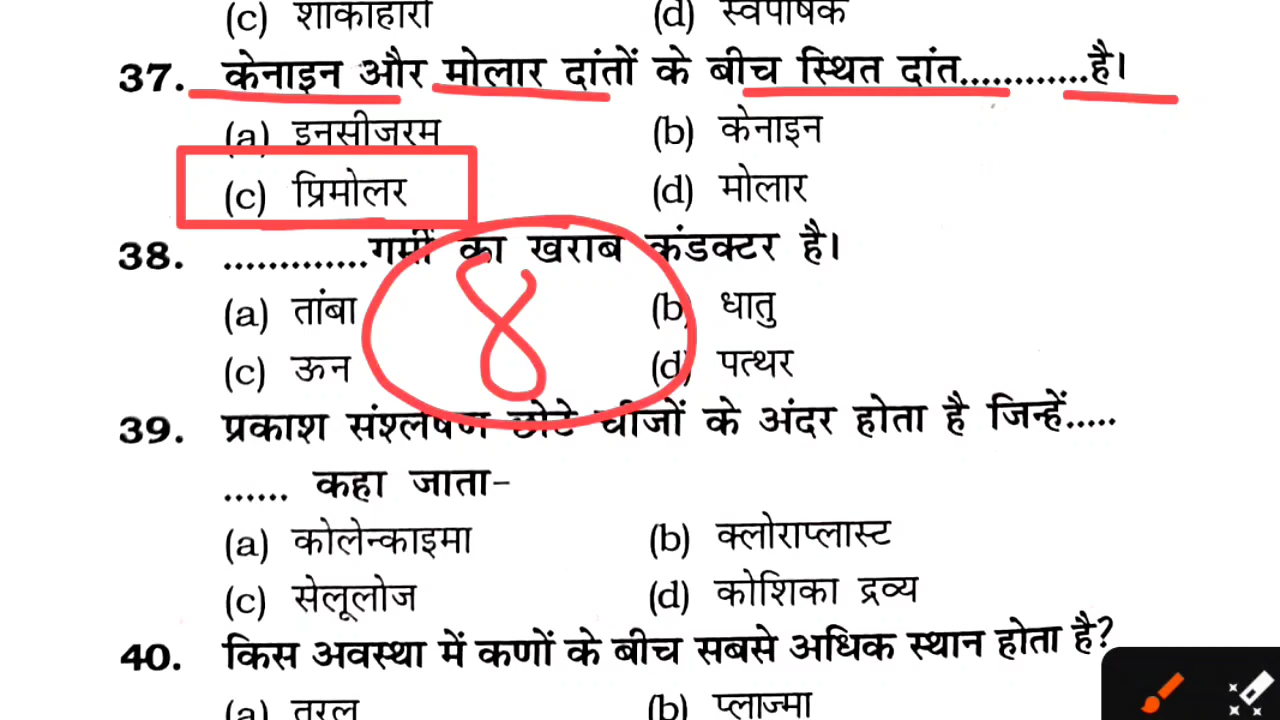 (c) शाकाहारी (d) स्वपोषक
37. केनाइन और मोलार दांतों के बीच स्थित दांत............है।
(a) इनसीजरम (b) केनाइन
(c) प्रिमोलर (d) मोलार
38. .............गर्मी का खराब कंडक्टर है।
8
(a) तांबा (b) धातु
(c) ऊन (d) पत्थर
39. प्रकाश संश्लेषण छोटे चीजों के अंदर होता है जिन्हें.....
...... कहा जाता-
(a) कोलेन्काइमा (b) क्लोराप्लास्ट
(c) सेलूलोज (d) कोशिका द्रव्य
40. किस अवस्था में कणों के बीच सबसे अधिक स्थान होता है?
(a) तरल (b) प्लाज्मा